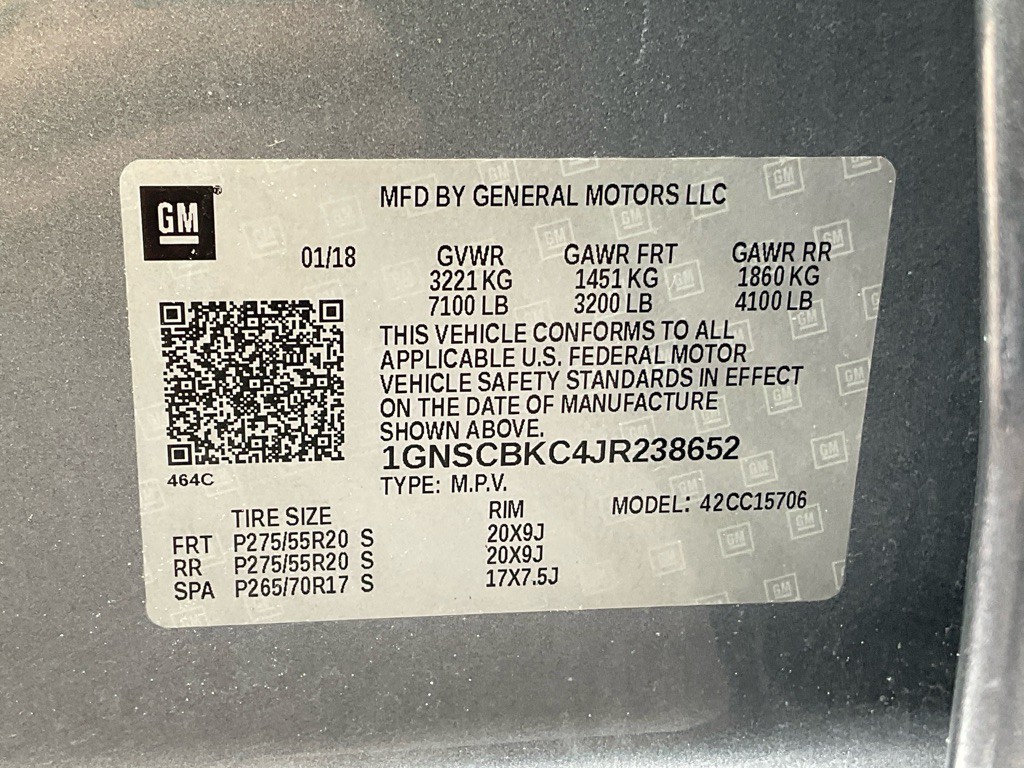 GM
MFD BY GENERAL MOTORS LLC
01/18 GVWR GAWR FRT GAWR RR
3221 KG 1451 KG 1860 KG
7100 LB 3200 LB 4100 LB
THIS VEHICLE CONFORMS TO ALL
APPLICABLE U.S. FEDERAL MOTOR
VEHICLE SAFETY STANDARDS IN EFFECT
ON THE DATE OF MANUFACTURE
SHOWN ABOVE.
1GNSCBKC4JR238652
464C
TYPE: M.P.V.
MODEL: 42CC15706
TIRE SIZE RIM
FRT P275/55R20 S 20X9J
RR P275/55R20 S 20X9J
SPA P265/70R17 S 17X7.5J